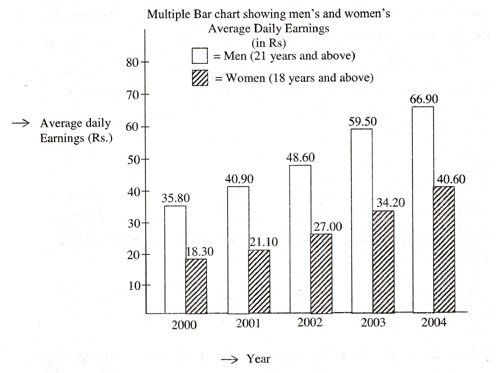 Multiple Bar chart showing men's and women's
Average Daily Earnings
(in Rs)
= Men (21 years and above)
= Women (18 years and above)
80
70
60
50
40
30
20
10
→ Average daily
Earnings (Rs.)
35.80
18.30
40.90
21.10
48.60
27.00
59.50
34.20
66.90
40.60
2000 2001 2002 2003 2004
→ Year